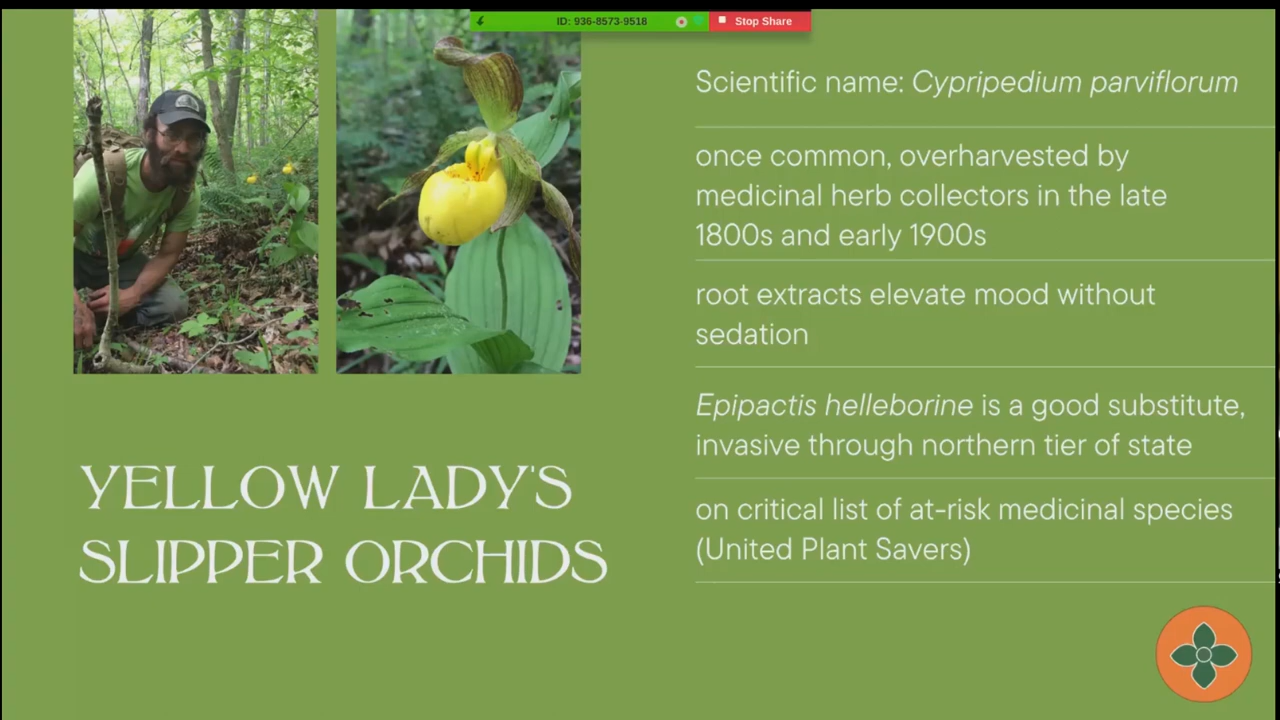 ID: 936-8573-9518
Stop Share
Scientific name: Cypripedium parviflorum
once common, overharvested by
medicinal herb collectors in the late
1800s and early 1900s
root extracts elevate mood without
sedation
Epipactis helleborine is a good substitute,
invasive through northern tier of state
on critical list of at-risk medicinal species
(United Plant Savers)
YELLOW LADY'S
SLIPPER ORCHIDS